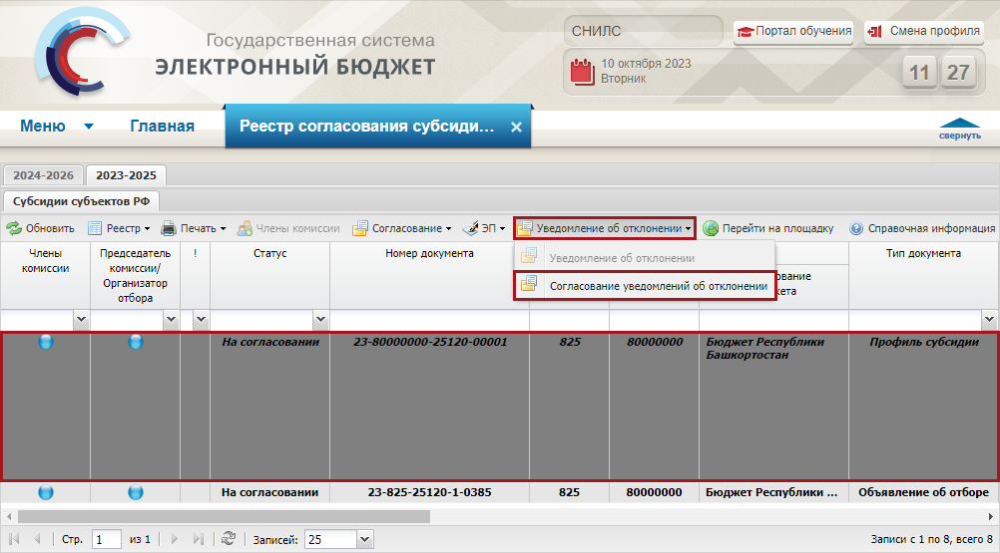 Государственная система
ЭЛЕКТРОННЫЙ БЮДЖЕТ
СНИЛС
Портал обучения
Смена профиля
10 октября 2023
Вторник
11 27
Меню
Главная
Реестр согласования субсиди...
свернуть
2024-2026
2023-2025
Субсидии субъектов РФ
Обновить
Реестр
Печать
Члены комиссии
Согласование
ЭП
Уведомление об отклонении
Перейти на площадку
Справочная информация
Уведомление об отклонении
Согласование уведомлений об отклонении
Члены
комиссии
Председатель
комиссии/
Организатор
отбора
!
Статус
Номер документа
Тип документа
На согласовании 23-80000000-25120-00001 825 80000000 Бюджет Республики Профиль субсидии
Башкортостан
На согласовании 23-825-25120-1-0385 825 80000000 Бюджет Республики ... Объявление об отборе
Стр. 1 из 1 Записей: 25 Записи с 1 по 8, всего 8